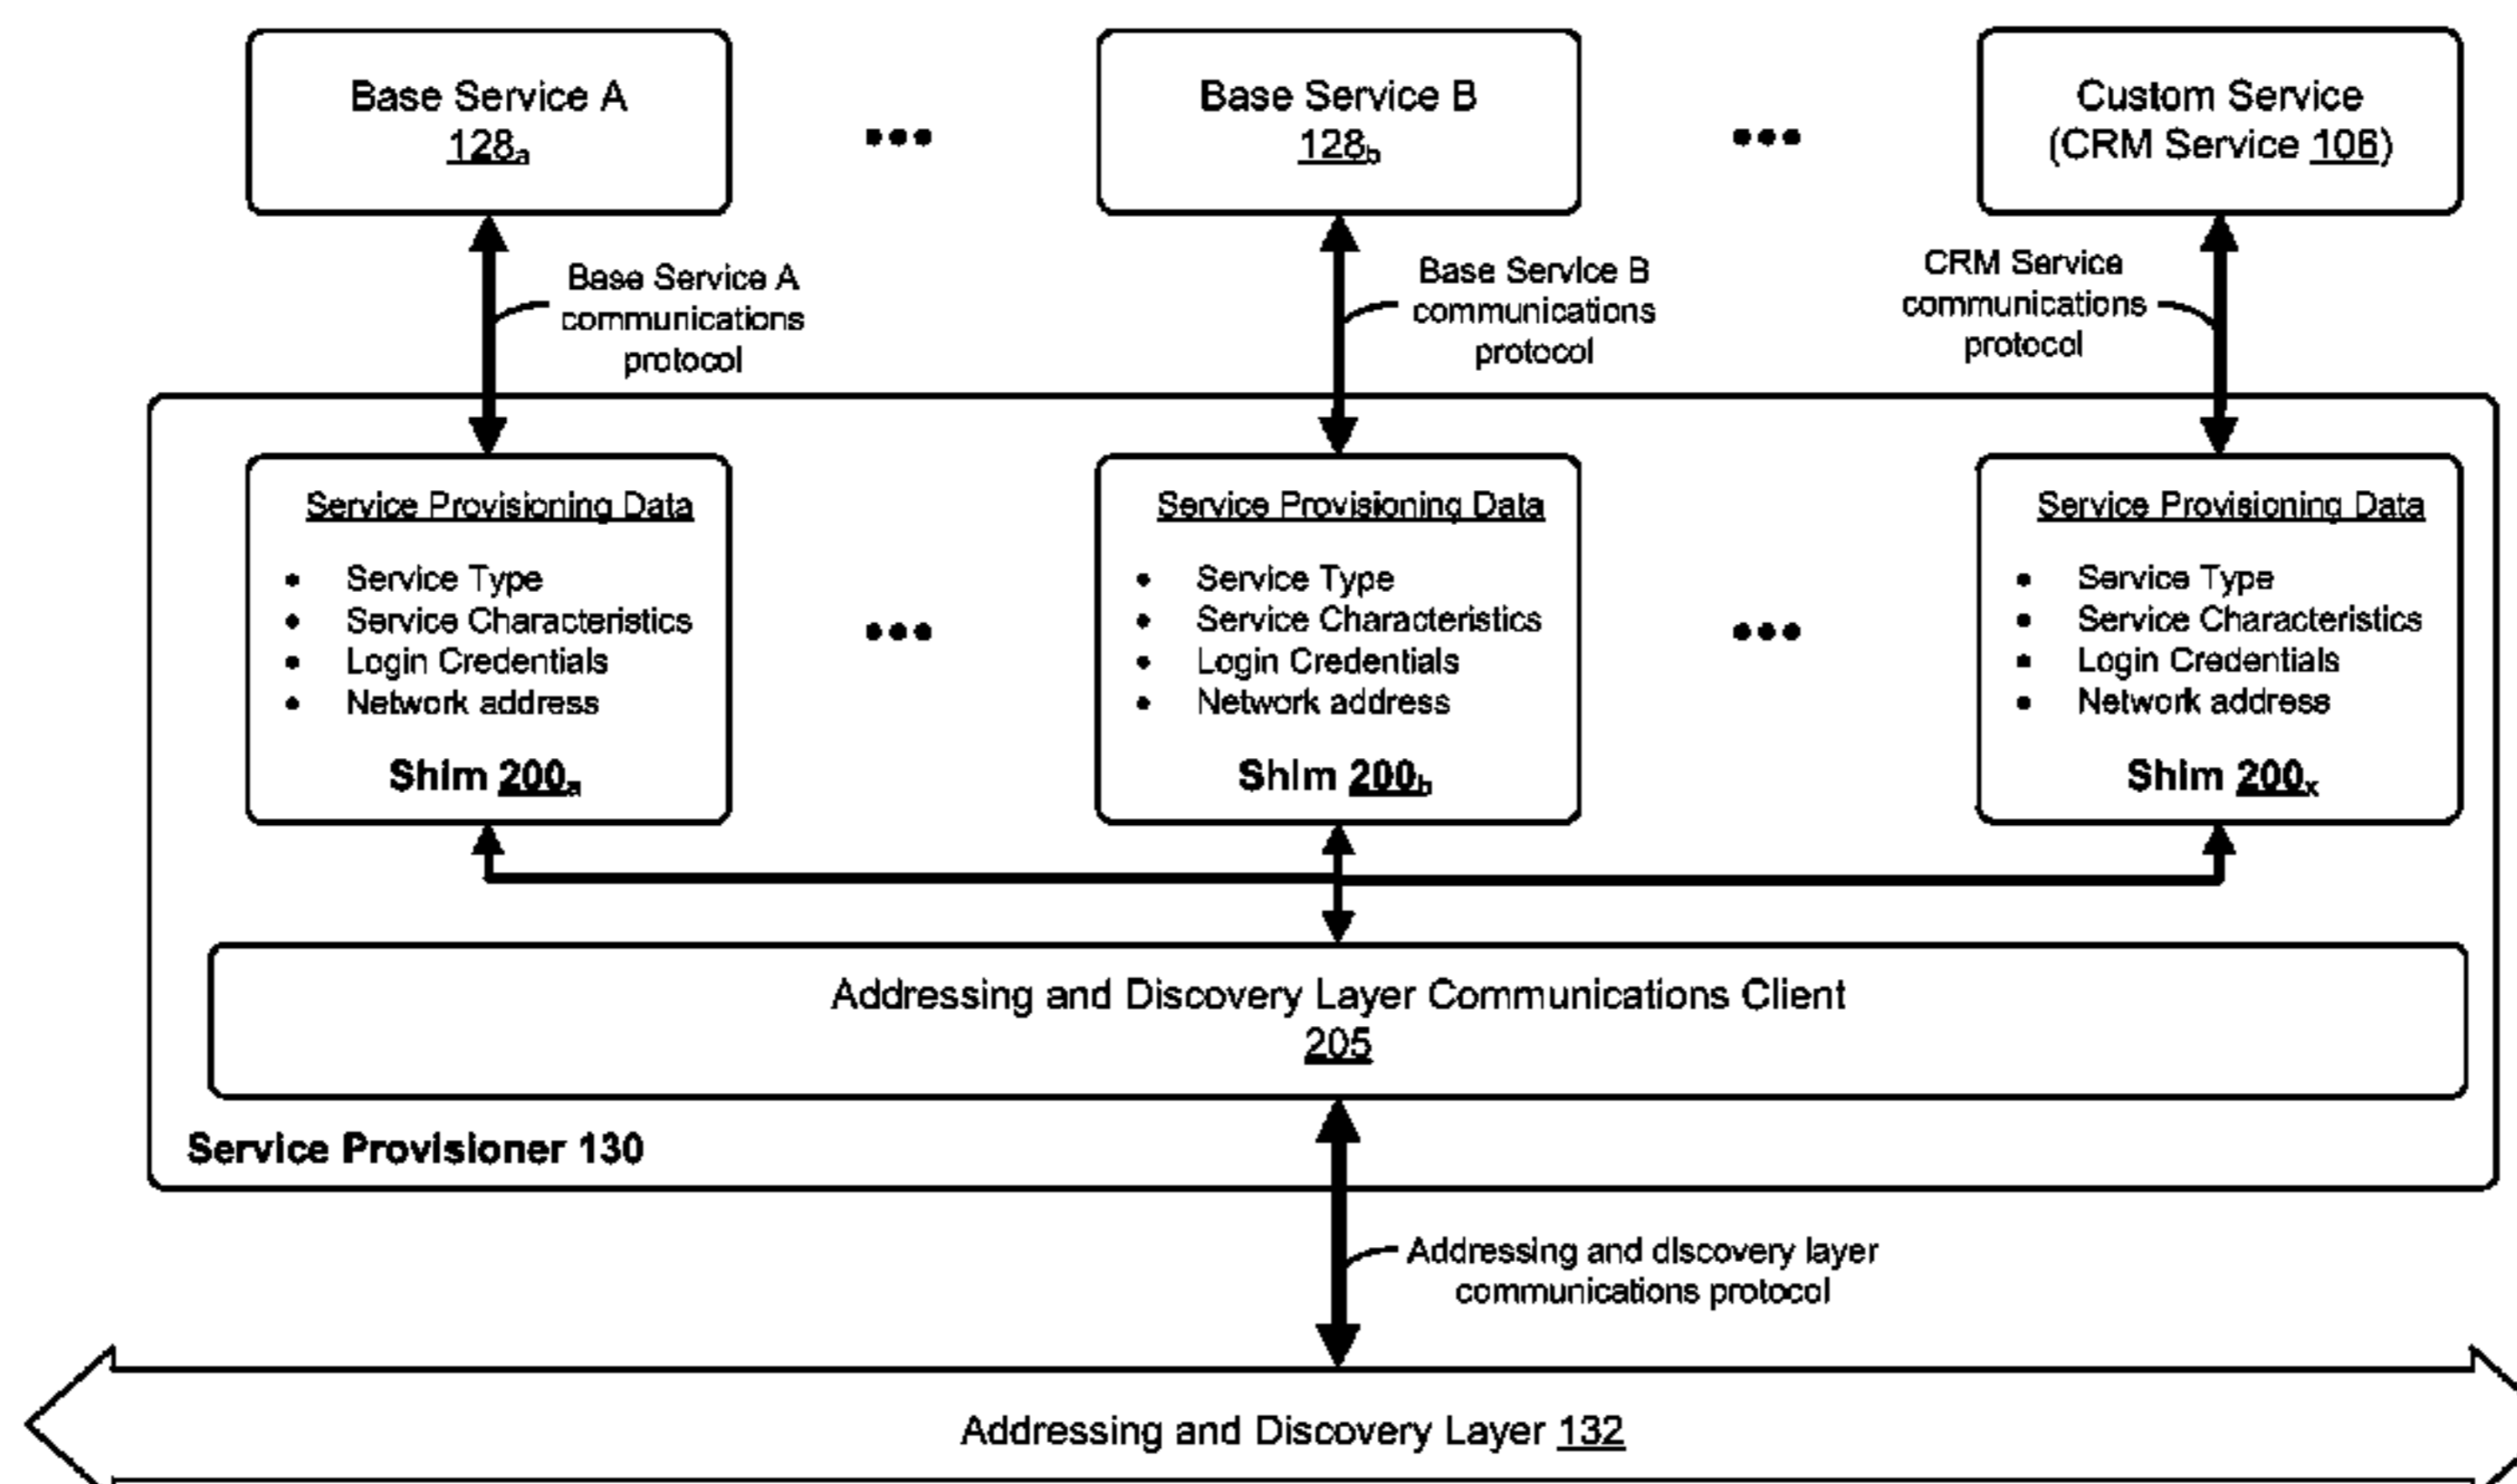 Base Service A
128a
•••
Base Service B
128b
•••
Custom Service
(CRM Service 106)
Base Service A
communications
protocol
Base Service B
communications
protocol
CRM Service
communications
protocol
Service Provisioning Data
• Service Type
• Service Characteristics
• Login Credentials
• Network address
Shim 200a
•••
Service Provisioning Data
• Service Type
• Service Characteristics
• Login Credentials
• Network address
Shim 200b
•••
Service Provisioning Data
• Service Type
• Service Characteristics
• Login Credentials
• Network address
Shim 200x
Addressing and Discovery Layer Communications Client
205
Service Provisioner 130
Addressing and discovery layer
communications protocol
Addressing and Discovery Layer 132